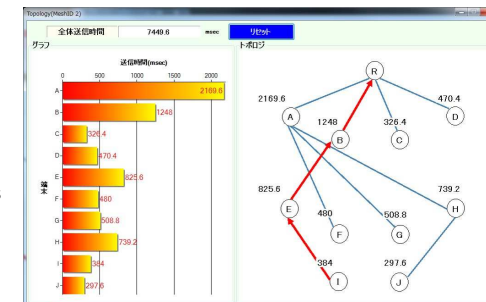 Topology(MeshID 2)
全体送信時間 7449.6 msec リセット
グラフ
送信時間(msec)
0 500 1000 1500 2000
端末
A 2169.6
B 1248
C 326.4
D 470.4
E 825.6
F 480
G 508.8
H 739.2
I 384
J 297.6
トポロジ
R
2169.6 470.4
A 1248 326.4 D
B C
825.6 739.2
E 480 508.8 H
F G
384 297.6
I J